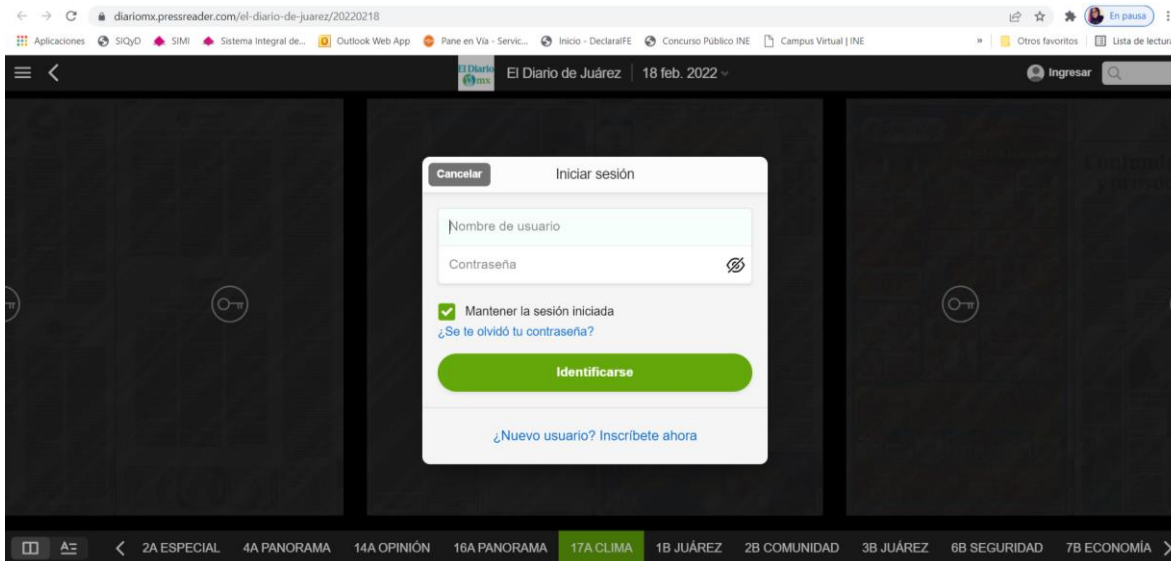 diariomx.pressreader.com/el-diario-de-juarez/20220218 En pausa
Aplicaciones SIQyD SIMI Sistema Integral de... Outlook Web App Pane en Vía - Servic... Inicio - DeclaraIFE Concurso Público INE Campus Virtual | INE » Otros favoritos Lista de lectura
El Diario mx El Diario de Juárez 18 feb. 2022 Ingresar
Cancelar Iniciar sesión
Nombre de usuario
Contraseña
Mantener la sesión iniciada
¿Se te olvidó tu contraseña?
Identificarse
¿Nuevo usuario? Inscríbete ahora
2A ESPECIAL 4A PANORAMA 14A OPINIÓN 16A PANORAMA 17A CLIMA 1B JUÁREZ 2B COMUNIDAD 3B JUÁREZ 6B SEGURIDAD 7B ECONOMÍA